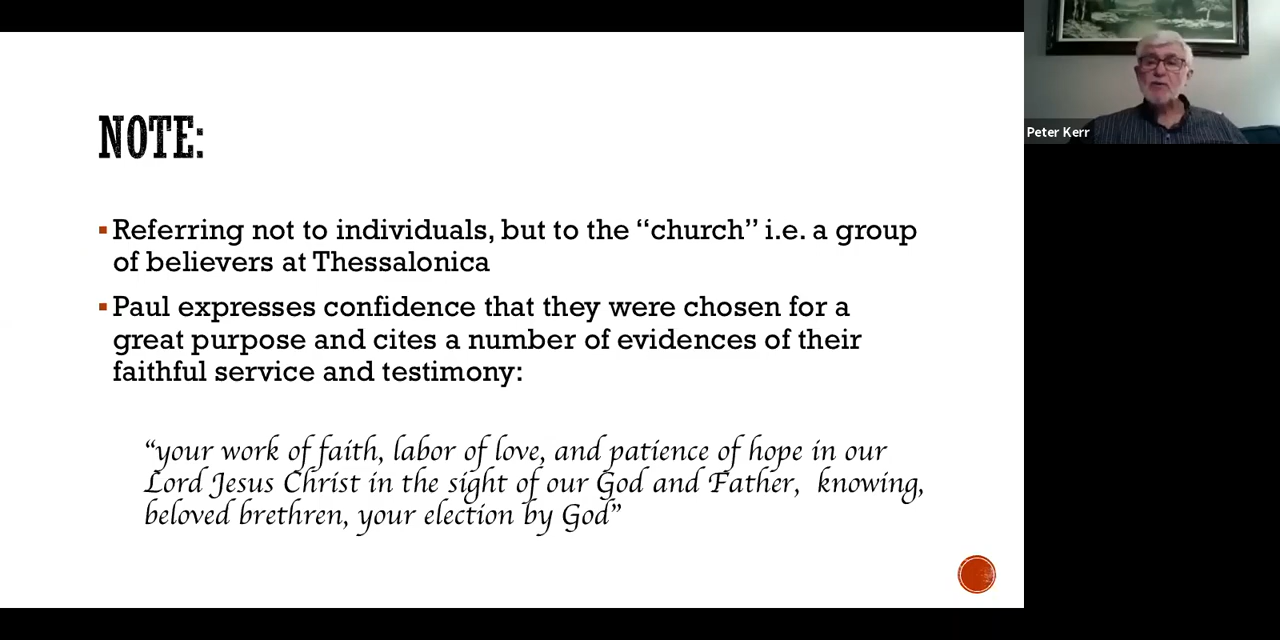 NOTE:
Referring not to individuals, but to the “church” i.e. a group
of believers at Thessalonica
Paul expresses confidence that they were chosen for a
great purpose and cites a number of evidences of their
faithful service and testimony:
“your work of faith, labor of love, and patience of hope in our
Lord Jesus Christ in the sight of our God and Father, knowing,
beloved brethren, your election by God”
Peter Kerr